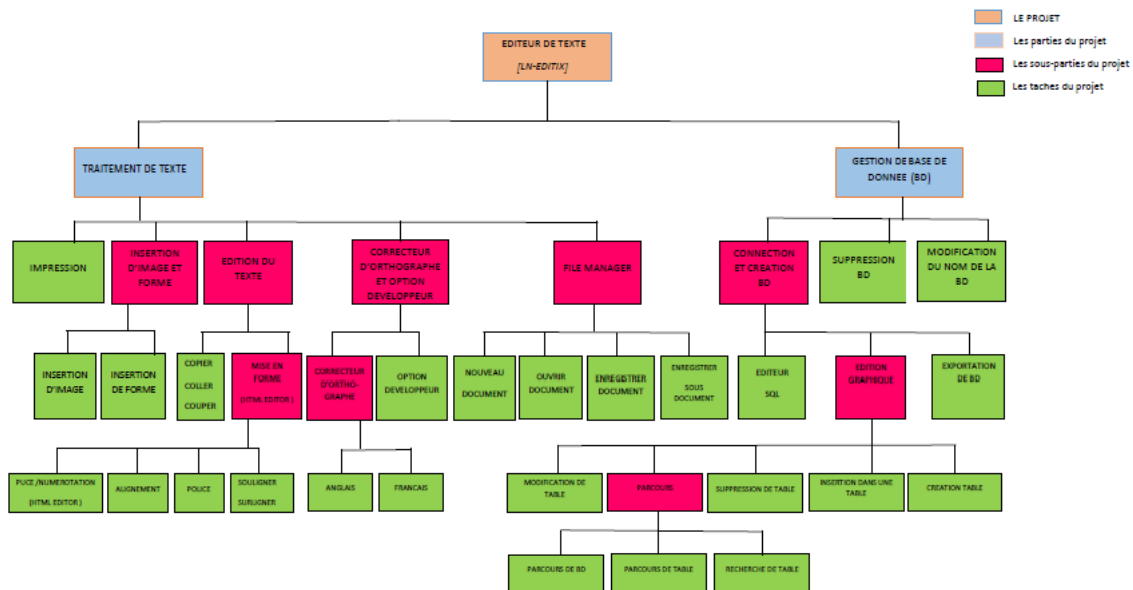 LE PROJET
Les parties du projet
Les sous-parties du projet
Les taches du projet
EDITEUR DE TEXTE
[LN-EDITIX]
TRAITEMENT DE TEXTE
GESTION DE BASE DE
DONNEE (BD)
IMPRESSION
INSERTION
D'IMAGE ET
FORME
EDITION DU
TEXTE
CORRECTEUR
D'ORTHOGRAPHE
ET OPTION
DEVELOPPEUR
FILE MANAGER
CONNECTION
ET CREATION
BD
SUPPRESSION
BD
MODIFICATION
DU NOM DE LA
BD
INSERTION
D'IMAGE
INSERTION
DE FORME
COPIER
COLLER
COUPER
MISE EN
FORME
(HTML EDITOR)
CORRECTEUR
D'ORTHO-
GRAPHE
OPTION
DEVELOPPEUR
NOUVEAU
DOCUMENT
OUVRIR
DOCUMENT
ENREGISTRER
DOCUMENT
ENREGISTRER
SOUS
DOCUMENT
EDITEUR
SQL
EDITION
GRAPHIQUE
EXPORTATION
DE BD
PUCE /NUMEROTATION
(HTML EDITOR)
ALIGNEMENT
POLICE
SOULIGNER
SURLIGNER
ANGLAIS
FRANCAIS
MODIFICATION DE
TABLE
PARCOURS
SUPPRESSION DE TABLE
INSERTION DANS UNE
TABLE
CREATION TABLE
PARCOURS DE BD
PARCOURS DE TABLE
RECHERCHE DE TABLE